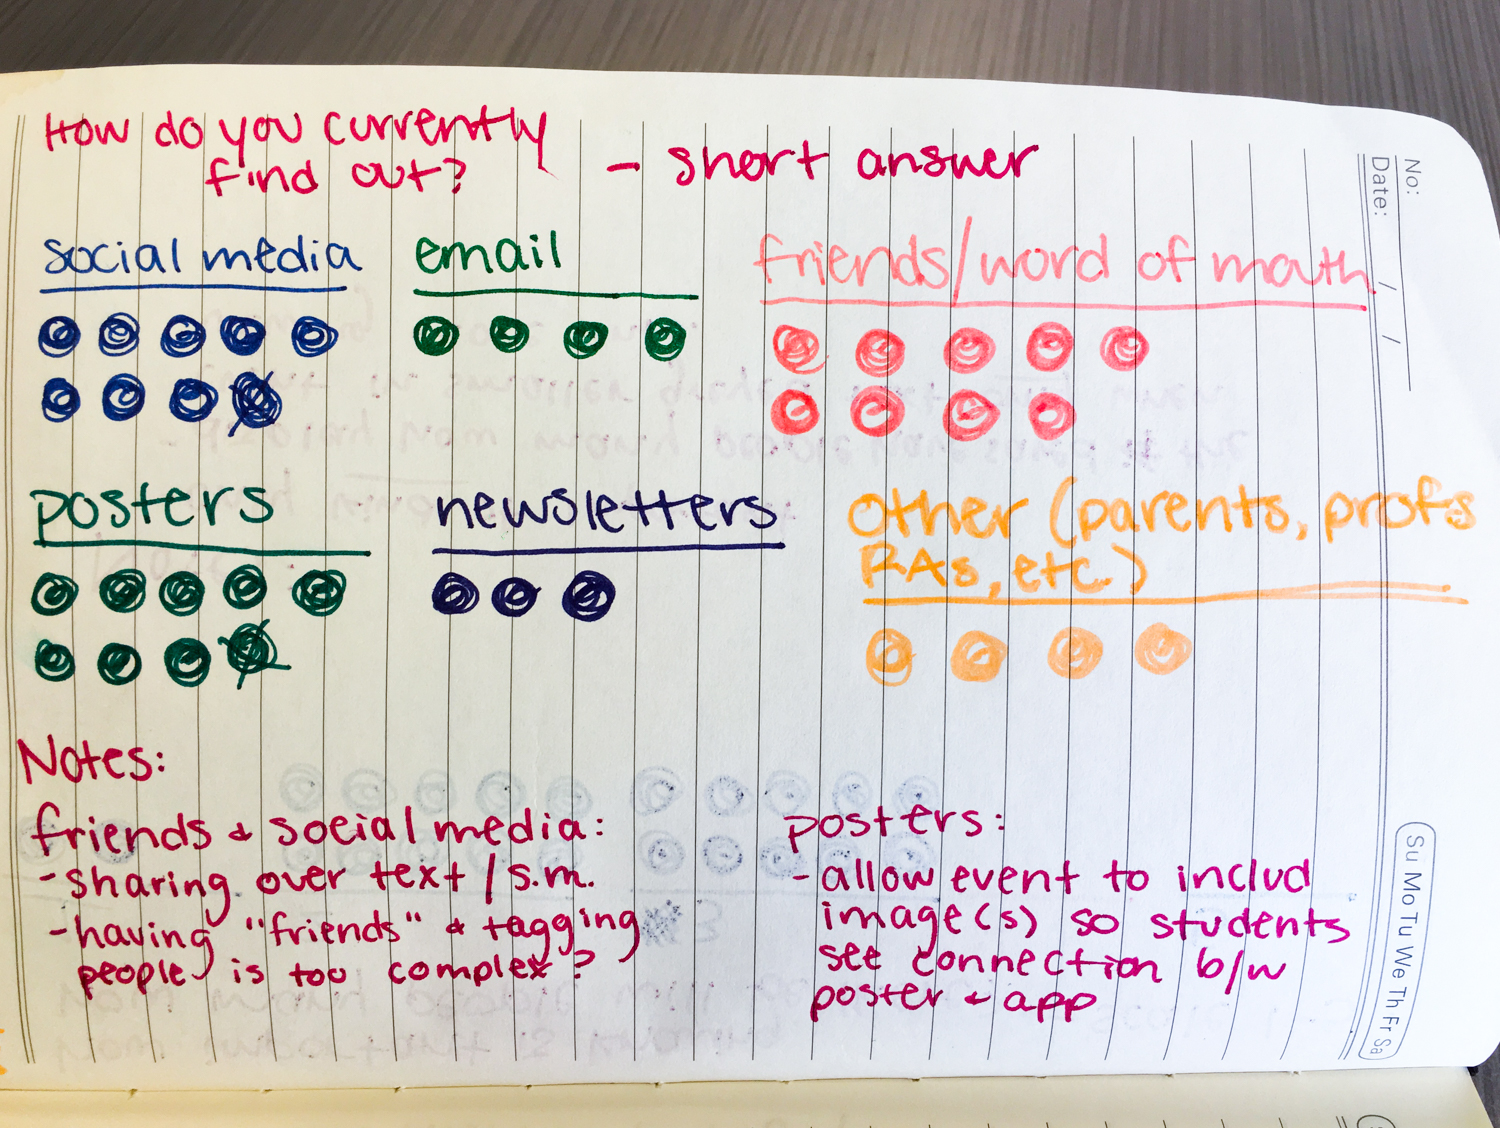 How do you currently
find out?
- short answer
No:
Date: / /
social media
email
friends/word of mouth
posters
newsletters
other (parents, profs
RAs, etc.)
Notes:
friends & social media:
- sharing over text / s.m.
- having "friends" & tagging
people is too complex?
posters:
- allow event to includ
image(s) so students
see connection b/w
poster & app
Su Mo Tu We Th Fr Sa